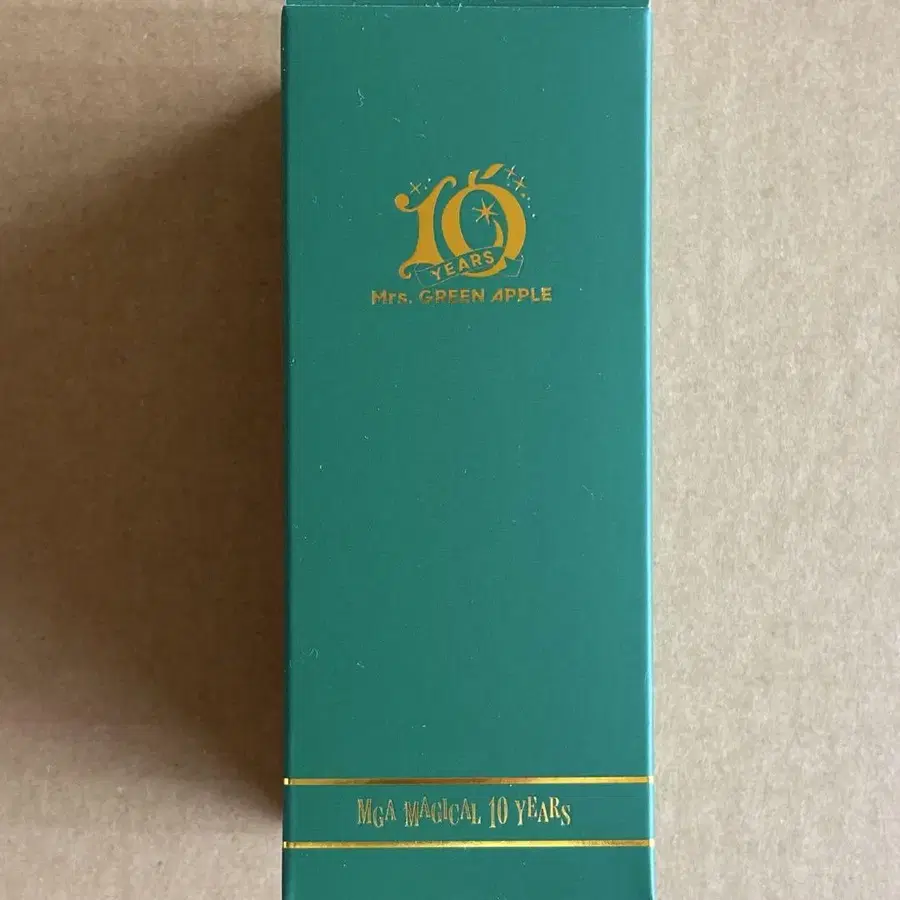 10
YEARS
Mrs. GREEN APPLE
MGA MAGICAL 10 YEARS